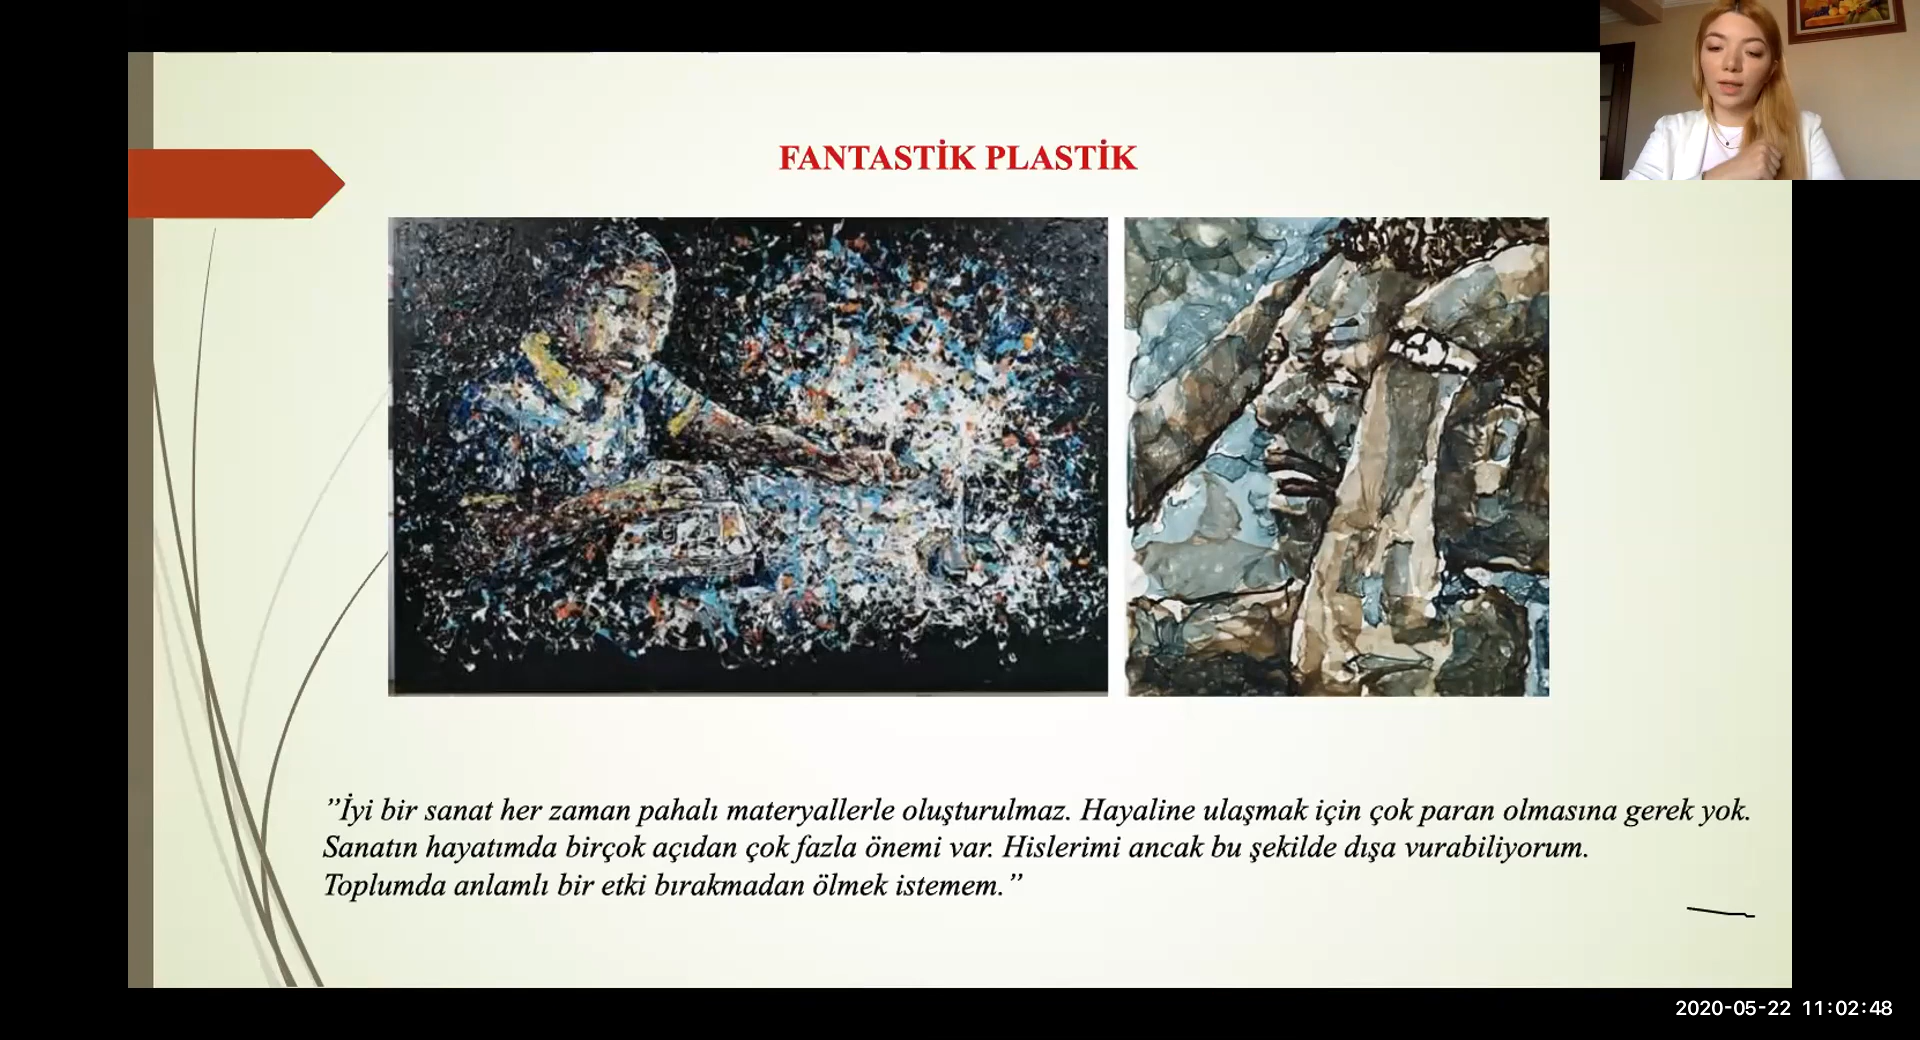 FANTASTİK PLASTİK
”İyi bir sanat her zaman pahalı materyallerle oluşturulmaz. Hayaline ulaşmak için çok paran olmasına gerek yok.
Sanatın hayatımda birçok açıdan çok fazla önemi var. Hislerimi ancak bu şekilde dışa vurabiliyorum.
Toplumda anlamlı bir etki bırakmadan ölmek istemem.”
2020-05-22 11:02:48